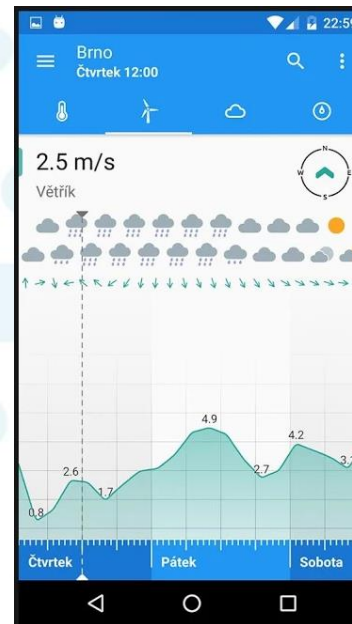 22:59
Brno
Čtvrtek 12:00
2.5 m/s
Větřík
N
W E
S
4.9
4.2
2.6
2.7
1.7
0.8
Čtvrtek Pátek Sobota